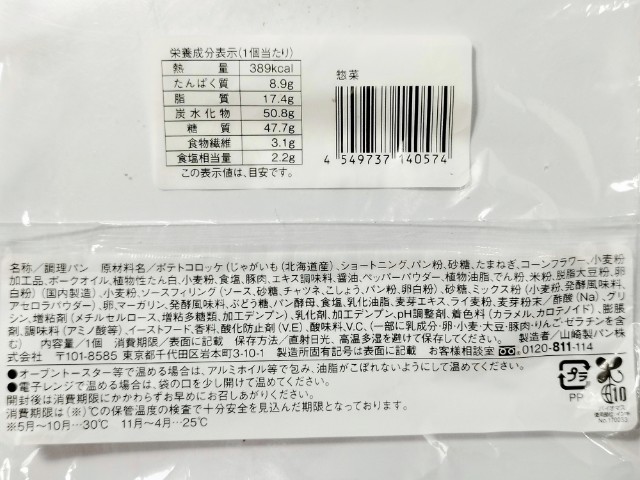 栄養成分表示(1個当たり)
熱量 389kcal
たんぱく質 8.9g
脂質 17.4g
炭水化物 50.8g
糖質 47.7g
食物繊維 3.1g
食塩相当量 2.2g
この表示値は、目安です。
惣菜
4 549737 140574
名称/調理パン 原材料名/ポテトコロッケ(じゃがいも(北海道産)、ショートニング、パン粉、砂糖、たまねぎ、コーンフラワー、小麦粉
加工品、ポークオイル、植物性たん白、小麦粉、食塩、豚肉、エキス調味料、醤油、ペッパーパウダー、植物油脂、でん粉、米粉、脱脂大豆粉、卵
白粉)(国内製造)、小麦粉、ソースフィリング(ソース、砂糖、チャツネ、こしょう、パン粉、卵白粉)、砂糖、ミックス粉(小麦粉、発酵風味料、
アセロラパウダー)、卵、マーガリン、発酵風味料、ぶどう糖、パン酵母、食塩、乳化油脂、麦芽エキス、ライ麦粉、麦芽粉末/酢酸(Na)、グリ
シン、増粘剤(メチルセルロース、増粘多糖類、加工デンプン)、乳化剤、加工デンプン、pH調整剤、着色料(カラメル、カロテノイド)、膨脹
剤、調味料(アミノ酸等)、イーストフード、香料、酸化防止剤(V.E)、酸味料、V.C、(一部に乳成分・卵・小麦・大豆・豚肉・りんご・ゼラチンを含
む) 内容量/1個 消費期限/表面に記載 保存方法/直射日光、高温多湿を避けて保存してください。 製造者/山崎製パン株
式会社 〒101-8585 東京都千代田区岩本町3-10-1 製造所固有記号は表面に記載 お客様相談室 0120-811-114
●オーブントースター等で温める場合は、アルミホイル等で包み、油脂がこぼれないようにして温めてください。
●電子レンジで温める場合は、袋の口を少し開けて温めてください。
開封後は消費期限にかかわらず早めにお召しあがりください。
消費期限は(※)℃の保管温度の検査で十分安全を見込んだ期限となっております。
※5月~10月…30℃ 11月~4月…25℃
プラ
PP
10